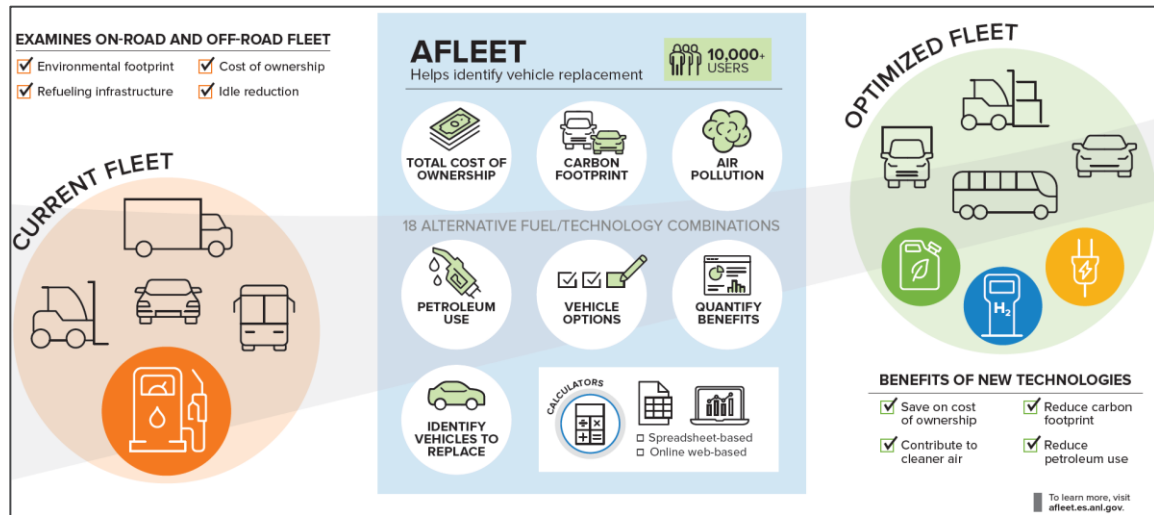 EXAMINES ON-ROAD AND OFF-ROAD FLEET
Environmental footprint
Cost of ownership
Refueling infrastructure
Idle reduction
CURRENT FLEET
AFLEET
Helps identify vehicle replacement
10,000+
USERS
TOTAL COST OF
OWNERSHIP
CARBON
FOOTPRINT
AIR
POLLUTION
18 ALTERNATIVE FUEL/TECHNOLOGY COMBINATIONS
PETROLEUM
USE
VEHICLE
OPTIONS
QUANTIFY
BENEFITS
IDENTIFY
VEHICLES TO
REPLACE
CALCULATORS
Spreadsheet-based
Online web-based
OPTIMIZED FLEET
H₂
BENEFITS OF NEW TECHNOLOGIES
Save on cost
of ownership
Reduce carbon
footprint
Contribute to
cleaner air
Reduce
petroleum use
To learn more, visit
afleet.es.anl.gov.